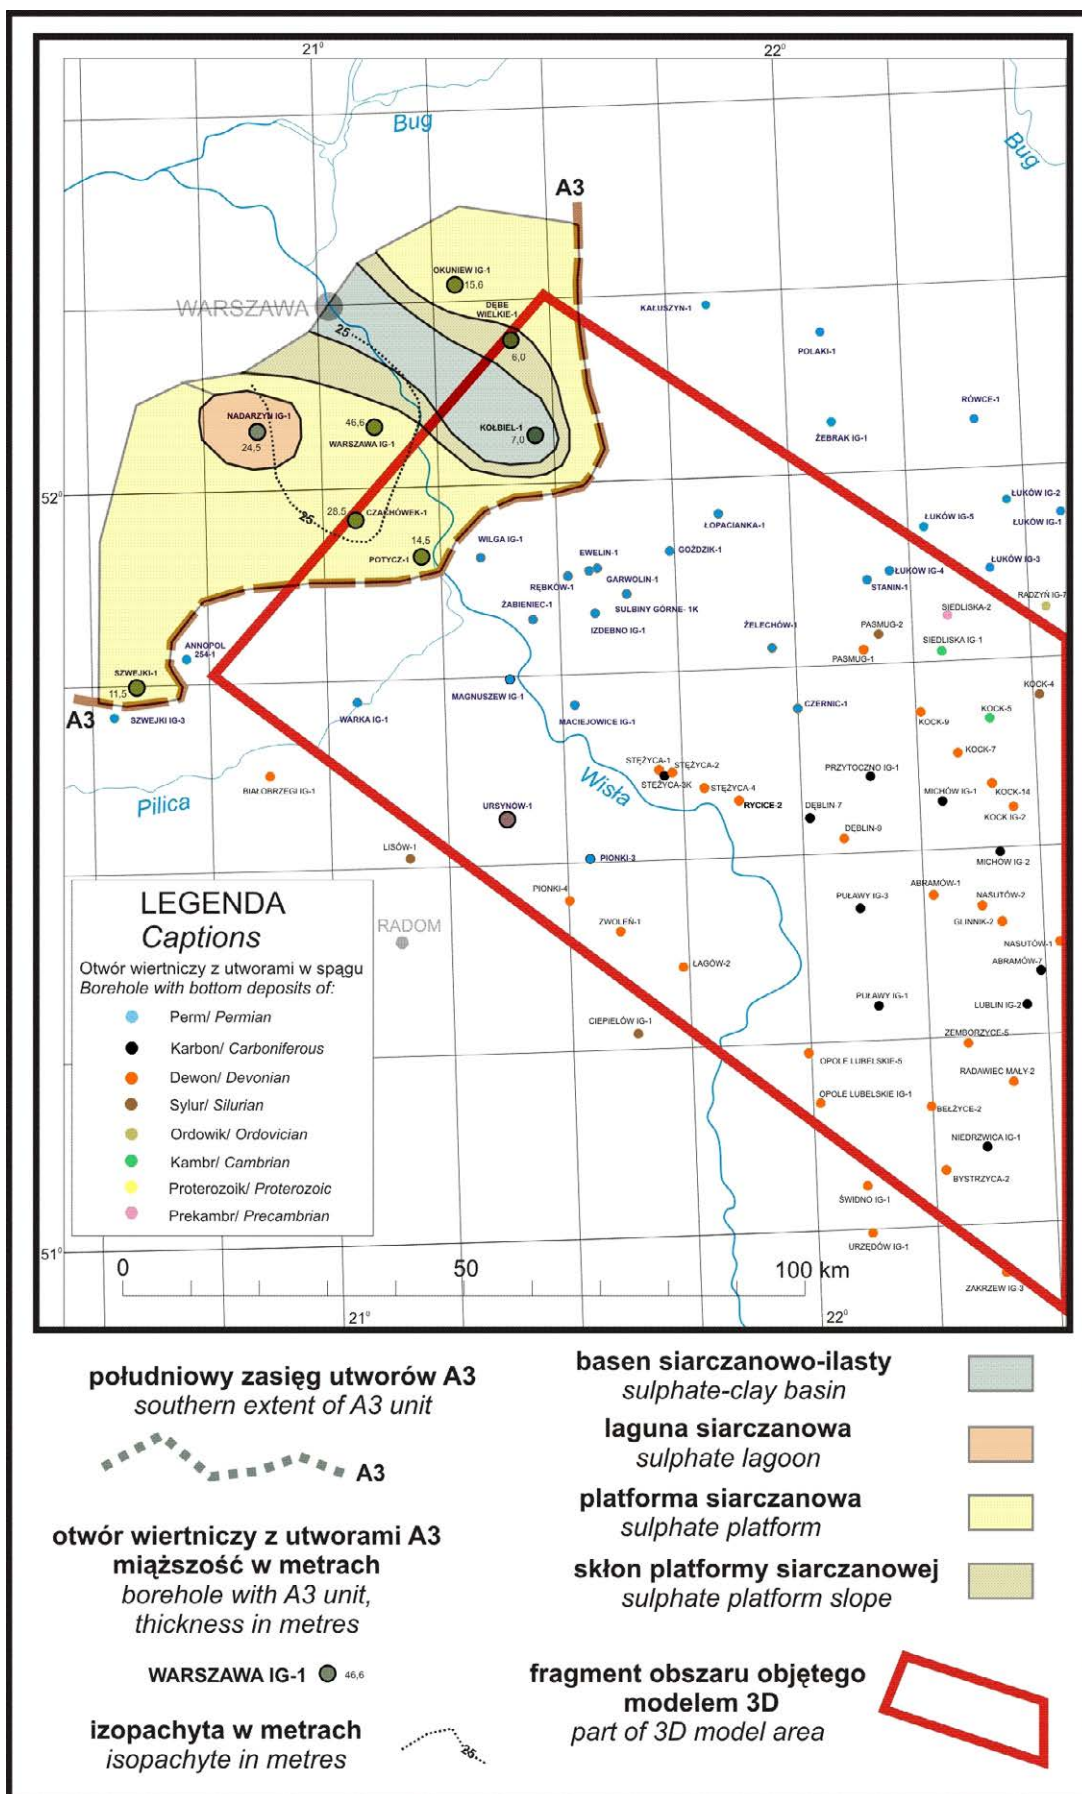 21⁰
22⁰
Bug
Bug
A3
OKUNIEW IG-1
15,6
WARSZAWA
DĘBE
WIELKIE-1
6,0
KAŁUSZYN-1
POLAKI-1
25
RÓWCE-1
NADARZYN IG-1
24,5
46,6
WARSZAWA IG-1
KOŁBIEL-1
7,0
ŻEBRAK IG-1
52⁰
25
28,5
CZACHÓWEK-1
14,5
POTYCZ-1
WILGA IG-1
ŁOPACIANKA-1
ŁUKÓW IG-2
ŁUKÓW IG-5
ŁUKÓW IG-1
EWELIN-1
GOŹDZIK-1
RĘBKÓW-1
GARWOLIN-1
ŁUKÓW IG-3
ŁUKÓW IG-4
STANIN-1
ŻABIENIEC-1
SULBINY GÓRNE- 1K
IZDEBNO IG-1
RADZYŃ IG-7
SIEDLISKA-2
ŻELECHÓW-1
PASMUG-2
SIEDLISKA IG-1
PASMUG-1
ANNOPOL
254-1
SZWEJKI-1
11,5
A3
SZWEJKI IG-3
WARKA IG-1
MAGNUSZEW IG-1
MACIEJOWICE IG-1
CZERNIC-1
KOCK-4
KOCK-5
KOCK-9
KOCK-7
BIAŁOBRZEGI IG-1
Pilica
Wisła
STĘŻYCA-1
STĘŻYCA-2
STĘŻYCA-3K
STĘŻYCA-4
RYCICE-2
PRZYTOCZNO IG-1
MICHÓW IG-1
KOCK-14
KOCK IG-2
URSYNÓW-1
DĘBLIN-7
DĘBLIN-9
LISÓW-1
PIONKI-3
MICHÓW IG-2
PIONKI-4
ABRAMÓW-1
PUŁAWY IG-3
NASUTÓW-2
GLINNIK-2
RADOM
ZWOLEŃ-1
NASUTÓW-1
ŁAGÓW-2
ABRAMÓW-7
PUŁAWY IG-1
LUBLIN IG-2
CIEPIELÓW IG-1
ZEMBORZYCE-5
OPOLE LUBELSKIE-5
RADAWIEC MAŁY-2
OPOLE LUBELSKIE IG-1
BEŁŻYCE-2
NIEDRZWICA IG-1
BYSTRZYCA-2
ŚWIDNO IG-1
URZĘDÓW IG-1
ZAKRZEW IG-3
LEGENDA
Captions
Otwór wiertniczy z utworami w spągu
Borehole with bottom deposits of:
Perm/ Permian
Karbon/ Carboniferous
Dewon/ Devonian
Sylur/ Silurian
Ordowik/ Ordovician
Kambr/ Cambrian
Proterozoik/ Proterozoic
Prekambr/ Precambrian
51⁰
0
50
100 km
21⁰
22⁰
południowy zasięg utworów A3
southern extent of A3 unit
A3
otwór wiertniczy z utworami A3
miąższość w metrach
borehole with A3 unit,
thickness in metres
WARSZAWA IG-1
46,6
izopachyta w metrach
isopachyte in metres
25
basen siarczanowo-ilasty
sulphate-clay basin
laguna siarczanowa
sulphate lagoon
platforma siarczanowa
sulphate platform
skłon platformy siarczanowej
sulphate platform slope
fragment obszaru objętego
modelem 3D
part of 3D model area